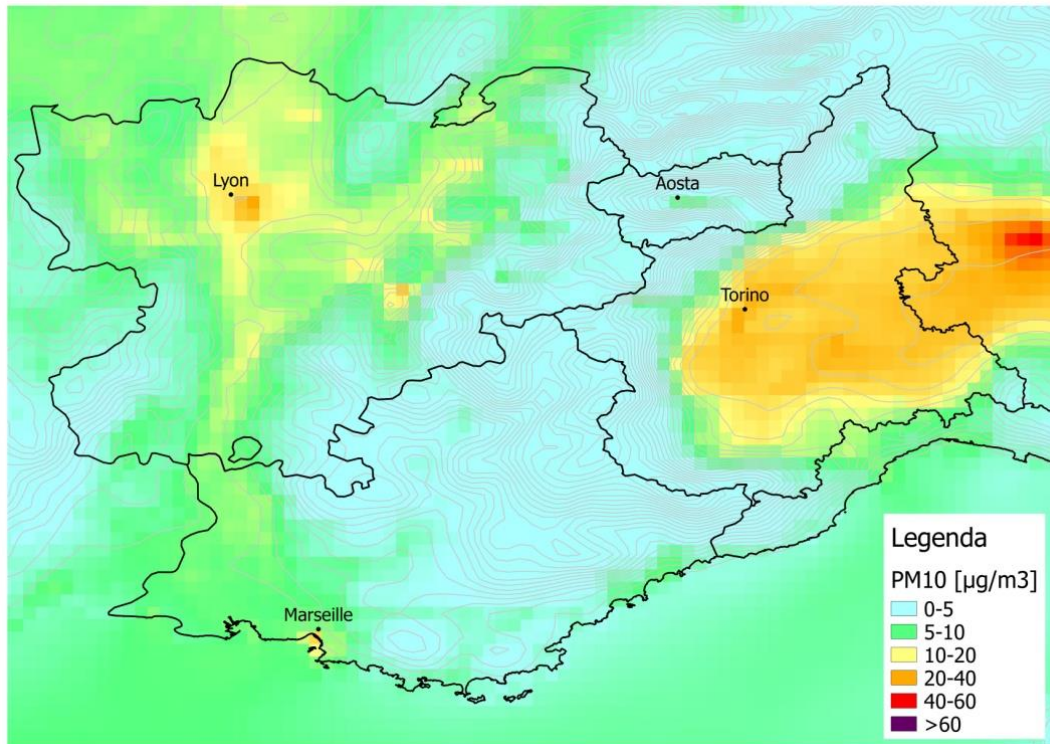 Lyon
Aosta
Torino
Marseille
Legenda
PM10 [µg/m3]
0-5
5-10
10-20
20-40
40-60
>60